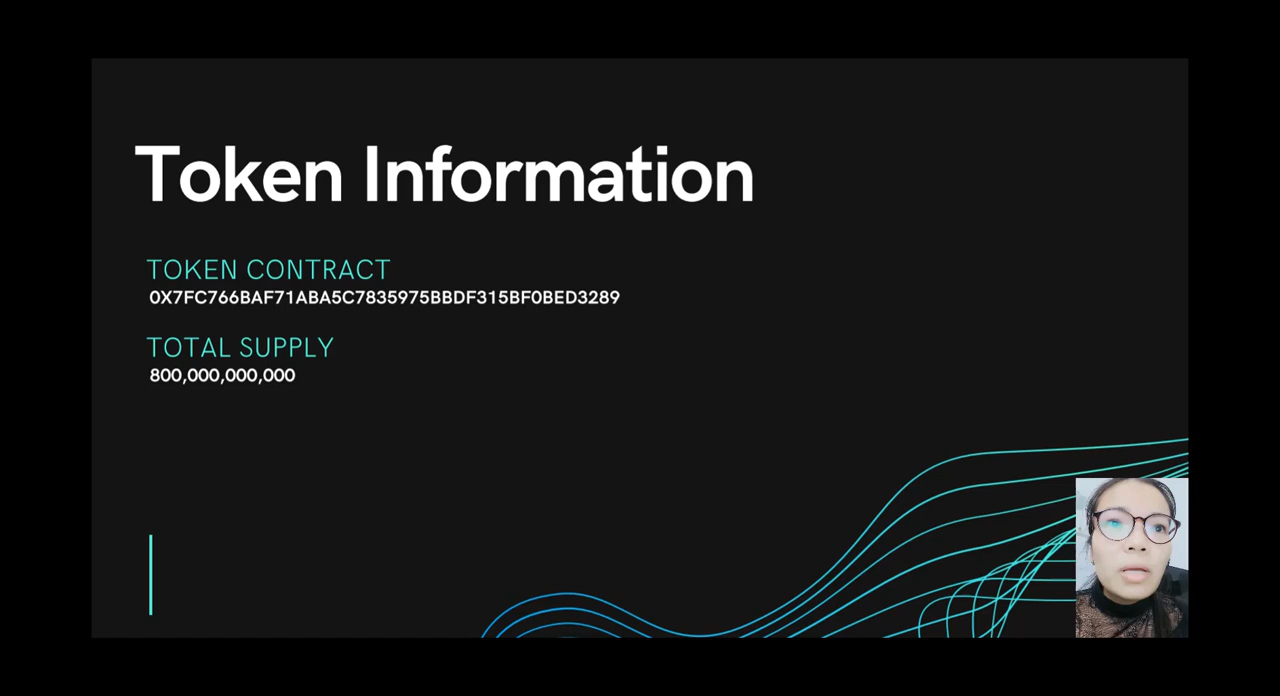 Token Information
TOKEN CONTRACT
0X7FC766BAF71ABA5C7835975BBDF315BF0BED3289
TOTAL SUPPLY
800,000,000,000